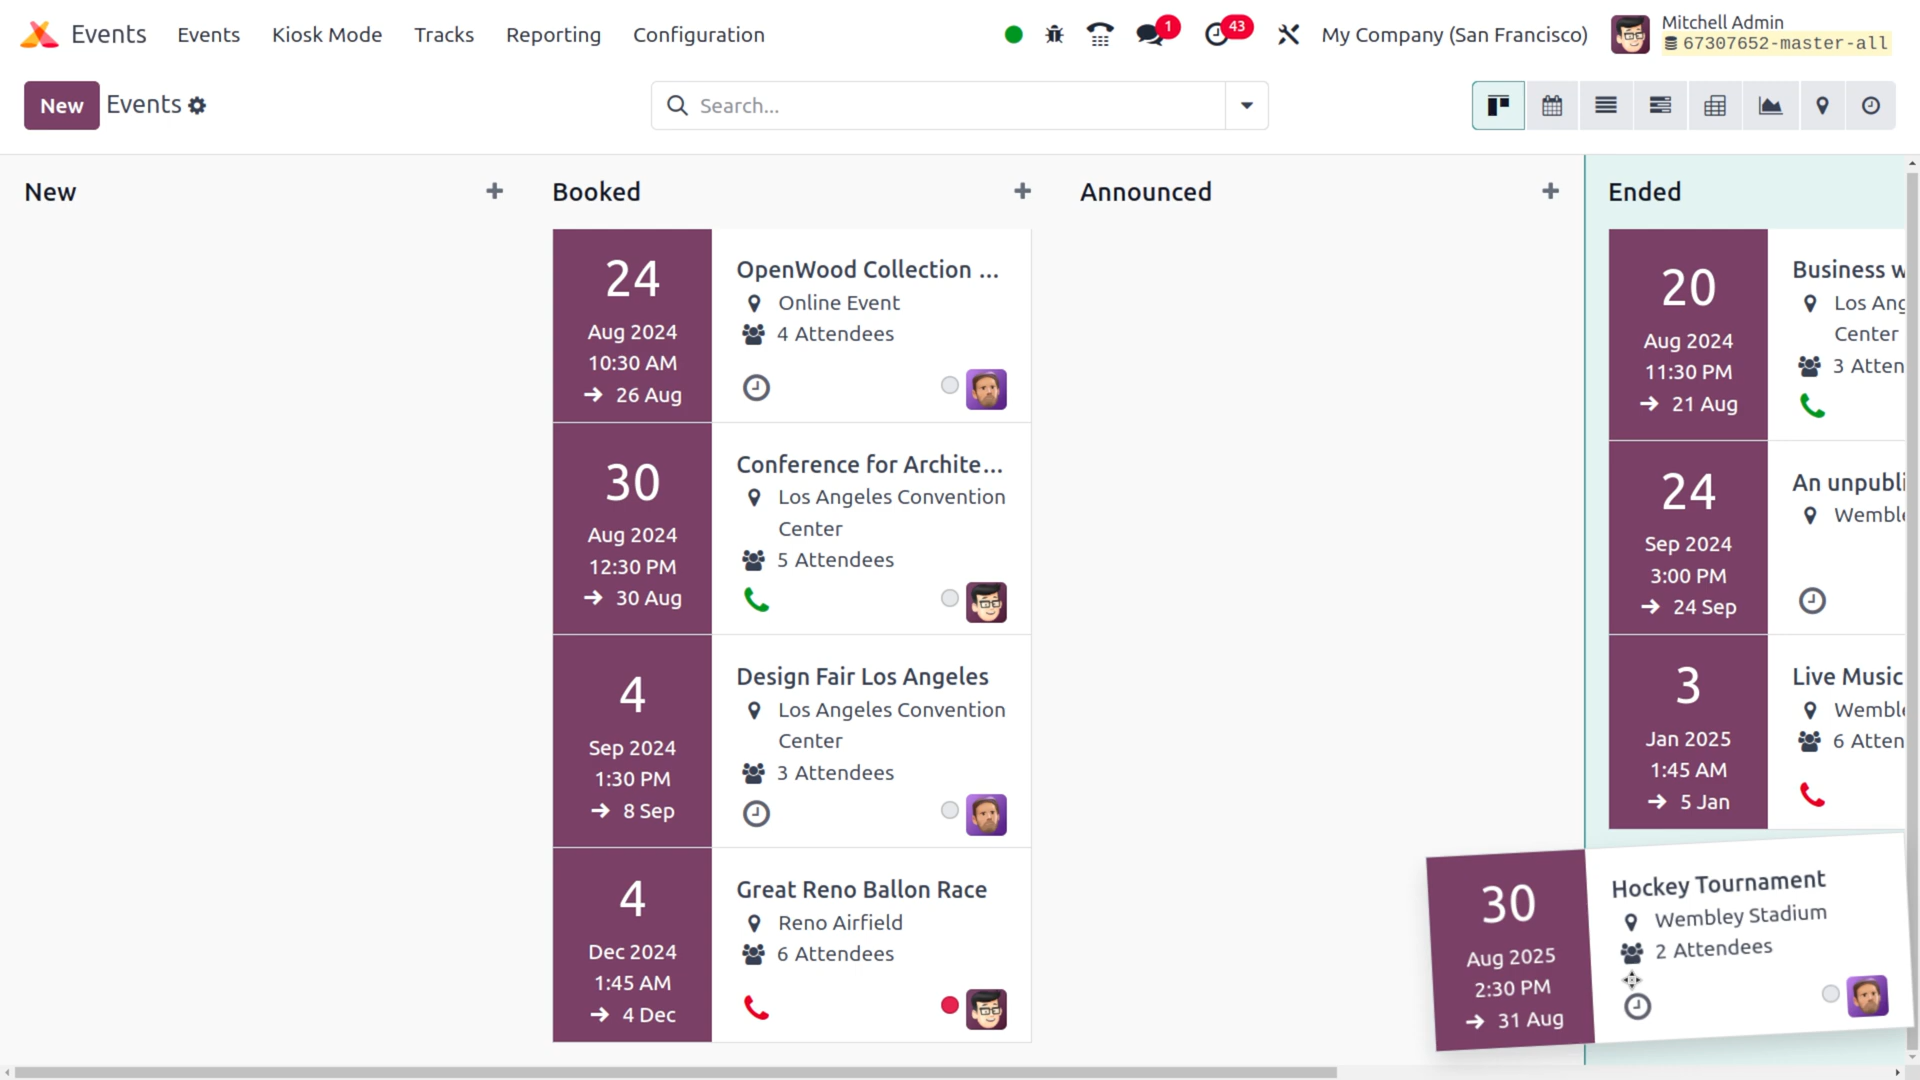 Events
Events
Kiosk Mode
Tracks
Reporting
Configuration
1
43
My Company (San Francisco)
Mitchell Admin
67307652-master-all
New
Events
Search...
New
Booked
Announced
Ended
24
Aug 2024
10:30 AM
→ 26 Aug
OpenWood Collection ...
Online Event
4 Attendees
30
Aug 2024
12:30 PM
→ 30 Aug
Conference for Archite...
Los Angeles Convention
Center
5 Attendees
4
Sep 2024
1:30 PM
→ 8 Sep
Design Fair Los Angeles
Los Angeles Convention
Center
3 Attendees
4
Dec 2024
1:45 AM
→ 4 Dec
Great Reno Ballon Race
Reno Airfield
6 Attendees
20
Aug 2024
11:30 PM
→ 21 Aug
Business w
Los Ang
Center
3 Atten
24
Sep 2024
3:00 PM
→ 24 Sep
An unpubli
Wemble
3
Jan 2025
1:45 AM
→ 5 Jan
Live Music
Wemble
6 Atten
30
Aug 2025
2:30 PM
→ 31 Aug
Hockey Tournament
Wembley Stadium
2 Attendees